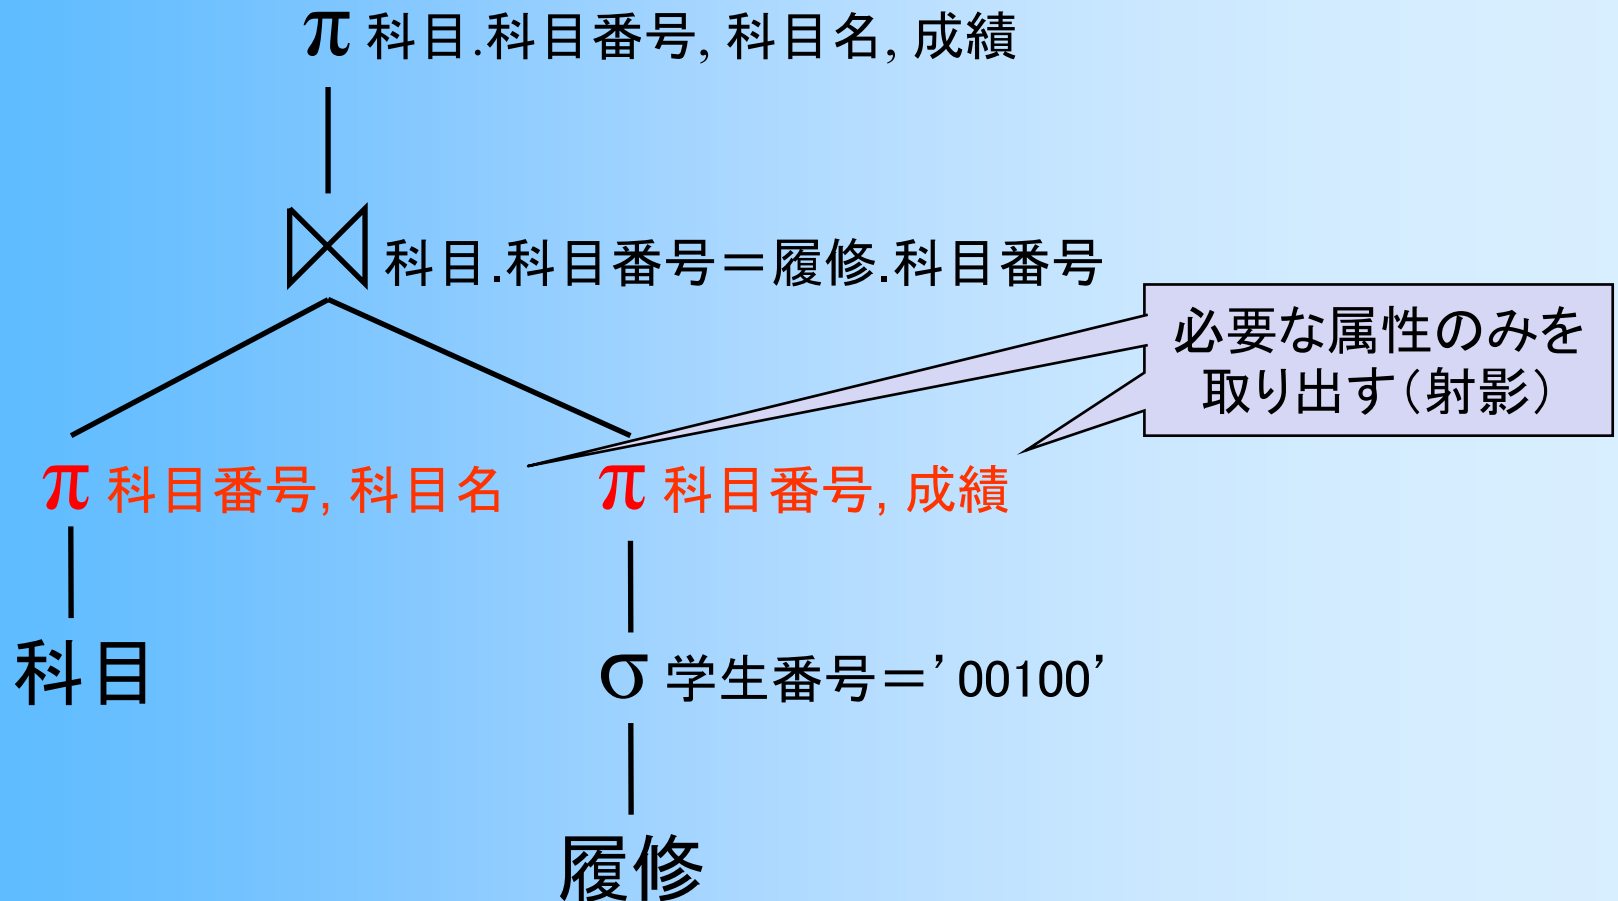 π 科目.科目番号, 科目名, 成績
科目.科目番号＝履修.科目番号
必要な属性のみを
取り出す（射影）
π 科目番号, 科目名
π 科目番号, 成績
科目
σ 学生番号＝’00100’
履修